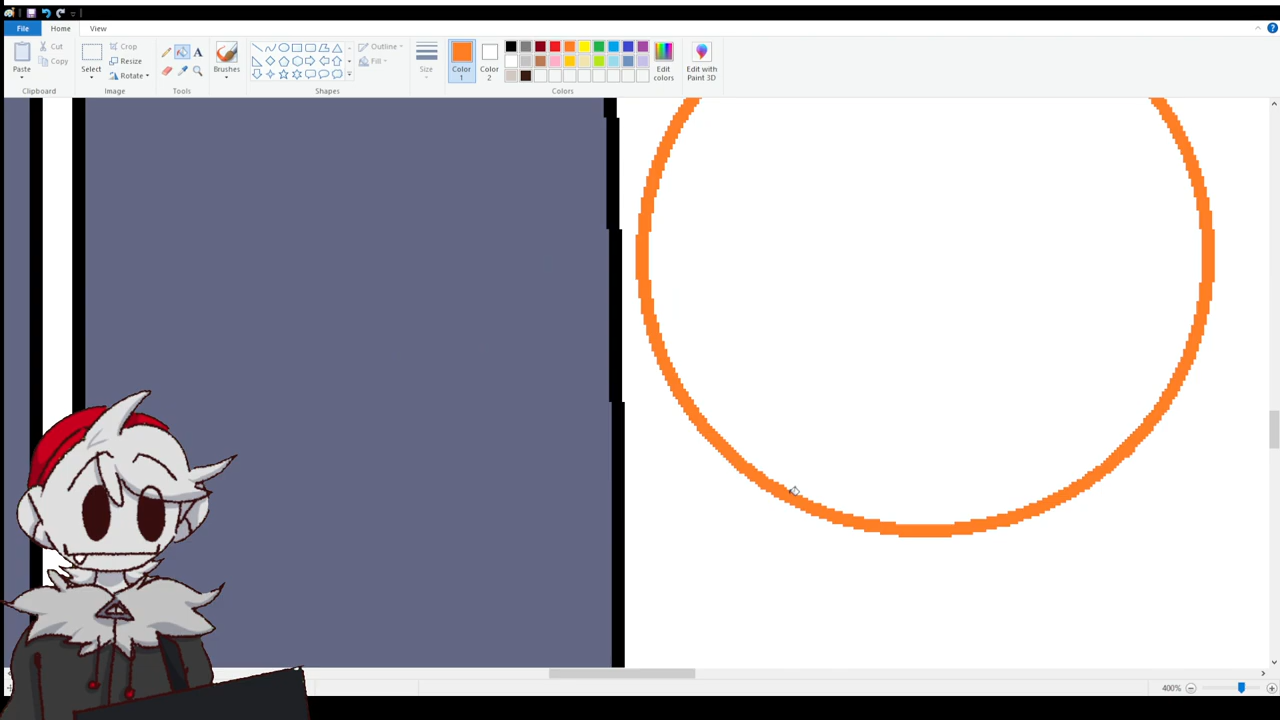 File
Home
View
Paste
Cut
Copy
Clipboard
Select
Crop
Resize
Rotate
Image
A
Tools
Brushes
Outline
Fill
Shapes
Size
Color
1
Color
2
Edit
colors
Edit with
Paint 3D
Colors
400%